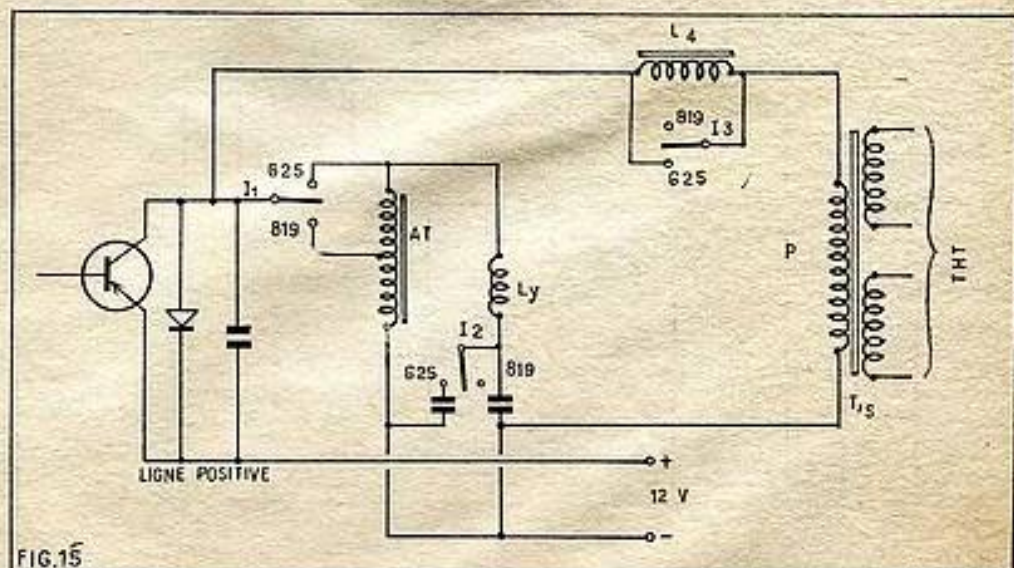 L4
819
I3
625
625
I1
819
AT
Ly
I2
625
819
P
THT
T,S
LIGNE POSITIVE
+
12 V
-
FIG.15